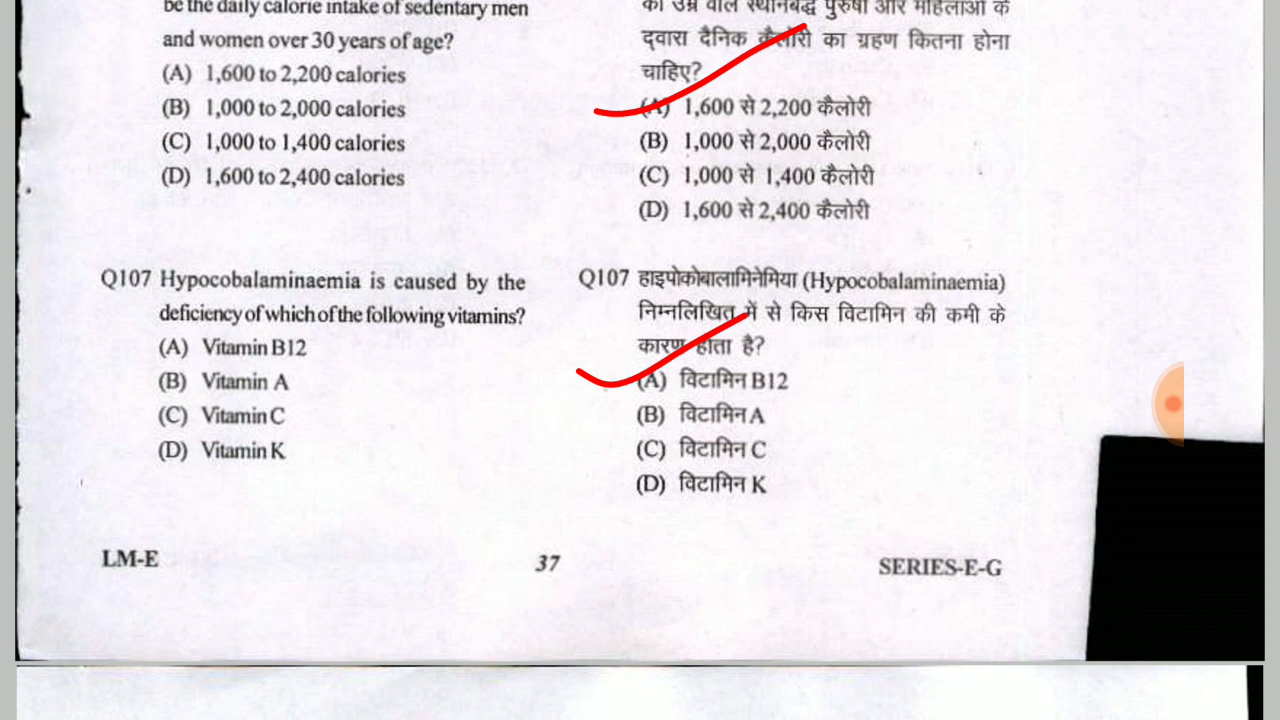 be the daily calorie intake of sedentary men
and women over 30 years of age?
(A) 1,600 to 2,200 calories
(B) 1,000 to 2,000 calories
(C) 1,000 to 1,400 calories
(D) 1,600 to 2,400 calories
Q107 Hypocobalaminaemia is caused by the
deficiency of which of the following vitamins?
(A) Vitamin B12
(B) Vitamin A
(C) Vitamin C
(D) Vitamin K
की उम्र वाले स्थानबद्ध पुरुषों और महिलाओं के
द्वारा दैनिक कैलोरी का ग्रहण कितना होना
चाहिए?
(A) 1,600 से 2,200 कैलोरी
(B) 1,000 से 2,000 कैलोरी
(C) 1,000 से 1,400 कैलोरी
(D) 1,600 से 2,400 कैलोरी
Q107 हाइपोकोबालामिनेमिया (Hypocobalaminaemia)
निम्नलिखित में से किस विटामिन की कमी के
कारण होता है?
(A) विटामिन B12
(B) विटामिन A
(C) विटामिन C
(D) विटामिन K
LM-E 37 SERIES-E-G